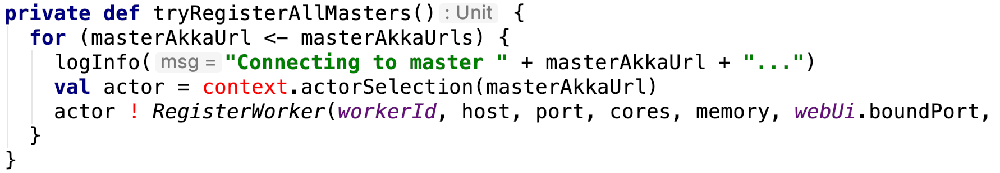 private def tryRegisterAllMasters() : Unit {
  for (masterAkkaUrl <- masterAkkaUrls) {
    logInfo( msg = "Connecting to master " + masterAkkaUrl + "...")
    val actor = context.actorSelection(masterAkkaUrl)
    actor ! RegisterWorker(workerId, host, port, cores, memory, webUi.boundPort,
  }
}